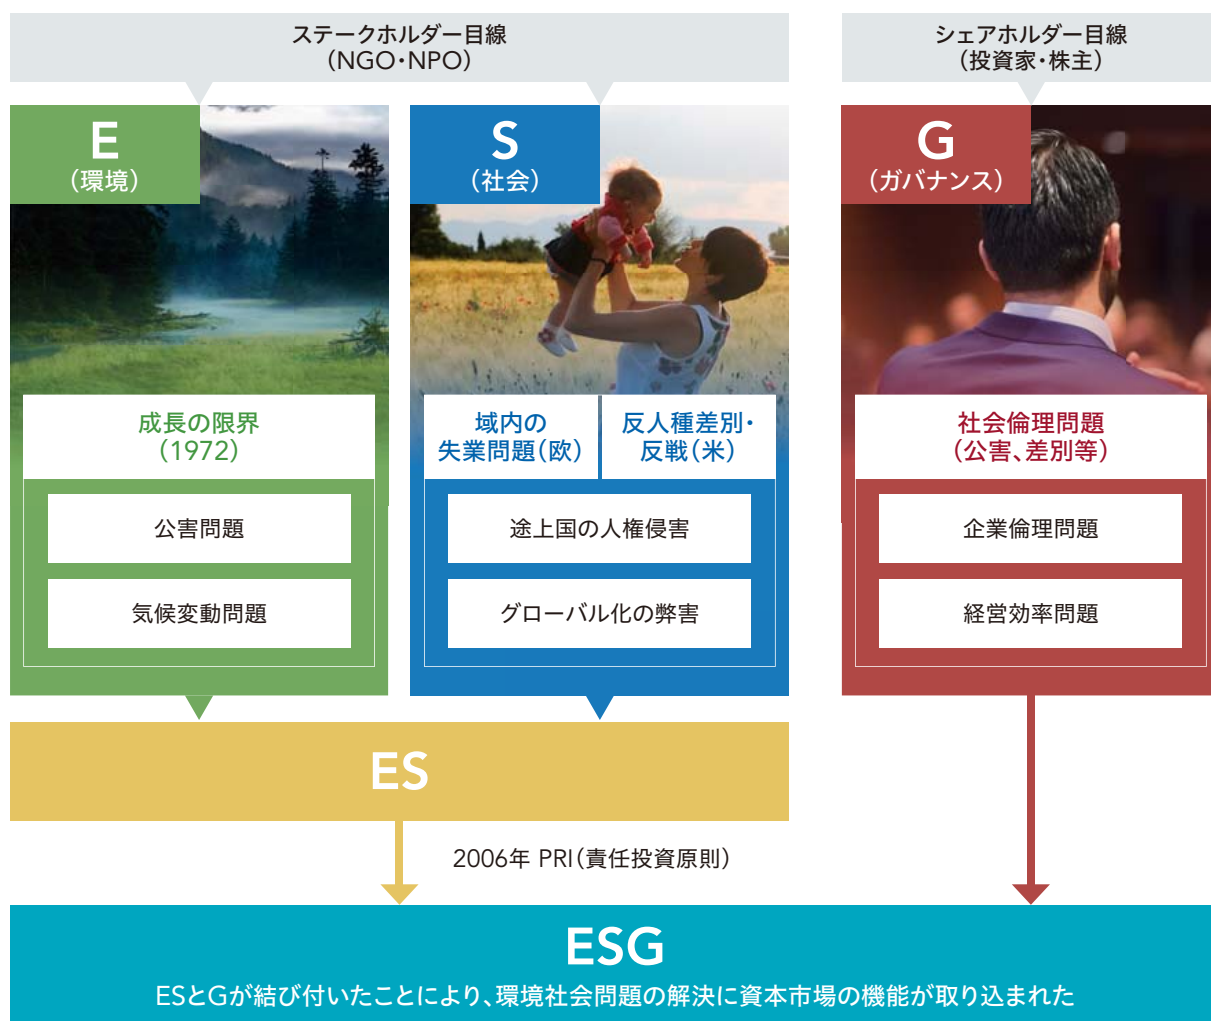 ステークホルダー目線
（NGO・NPO）
シェアホルダー目線
（投資家・株主）
E
（環境）
S
（社会）
G
（ガバナンス）
成長の限界
（1972）
公害問題
気候変動問題
域内の
失業問題（欧）
反人種差別・
反戦（米）
途上国の人権侵害
グローバル化の弊害
社会倫理問題
（公害、差別等）
企業倫理問題
経営効率問題
ES
2006年 PRI（責任投資原則）
ESG
ESとGが結び付いたことにより、環境社会問題の解決に資本市場の機能が取り込まれた